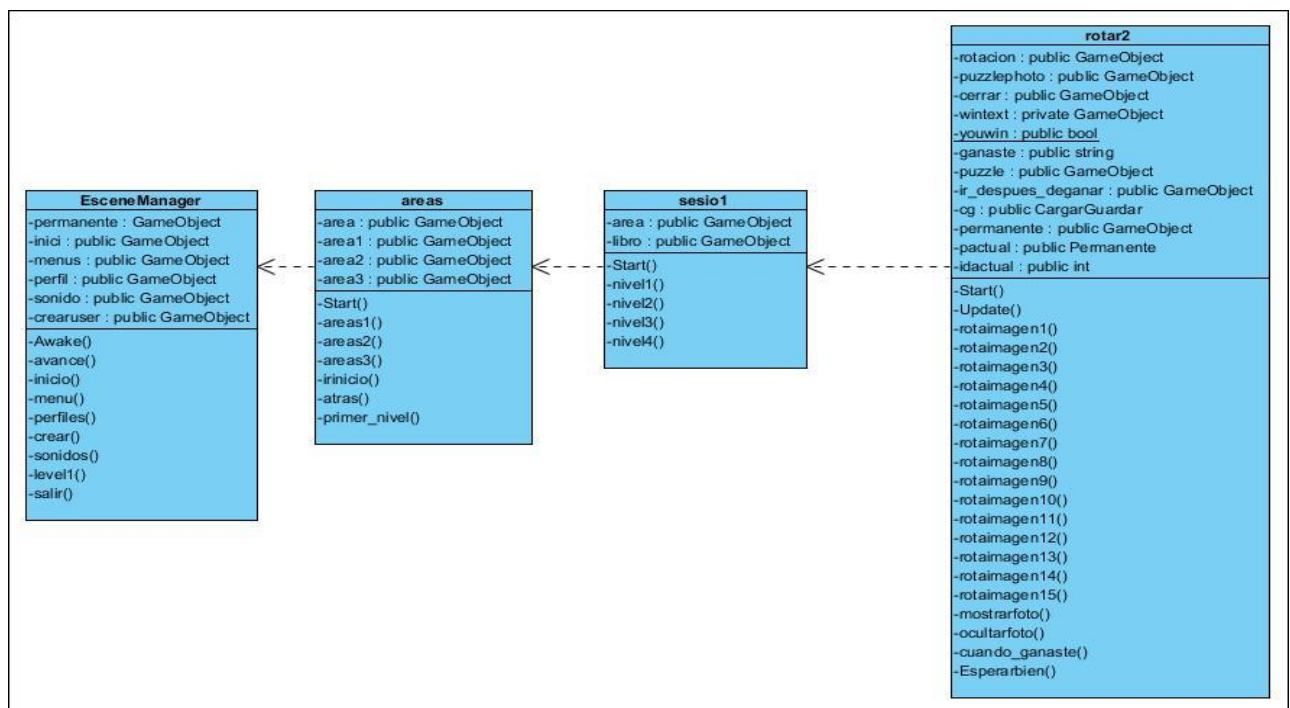 EsceneManager
-permanente : GameObject
-inici : public GameObject
-menus : public GameObject
-perfil : public GameObject
-sonido : public GameObject
-crearuser : public GameObject
-Awake()
-avance()
-inicio()
-menu()
-perfiles()
-crear()
-sonidos()
-level1()
-salir()
areas
-area : public GameObject
-area1 : public GameObject
-area2 : public GameObject
-area3 : public GameObject
-Start()
-areas1()
-areas2()
-areas3()
-irinicio()
-atras()
-primer_nivel()
sesio1
-area : public GameObject
-libro : public GameObject
-Start()
-nivel1()
-nivel2()
-nivel3()
-nivel4()
rotar2
-rotacion : public GameObject
-puzzlephoto : public GameObject
-cerrar : public GameObject
-wintext : private GameObject
-youwin : public bool
-ganaste : public string
-puzzle : public GameObject
-ir_despues_deganar : public GameObject
-cg : public CargarGuardar
-permanente : public GameObject
-pactual : public Permanente
-idactual : public int
-Start()
-Update()
-rotaimagen1()
-rotaimagen2()
-rotaimagen3()
-rotaimagen4()
-rotaimagen5()
-rotaimagen6()
-rotaimagen7()
-rotaimagen8()
-rotaimagen9()
-rotaimagen10()
-rotaimagen11()
-rotaimagen12()
-rotaimagen13()
-rotaimagen14()
-rotaimagen15()
-mostrarfoto()
-ocultarfoto()
-cuando_ganaste()
-Esperarbien()